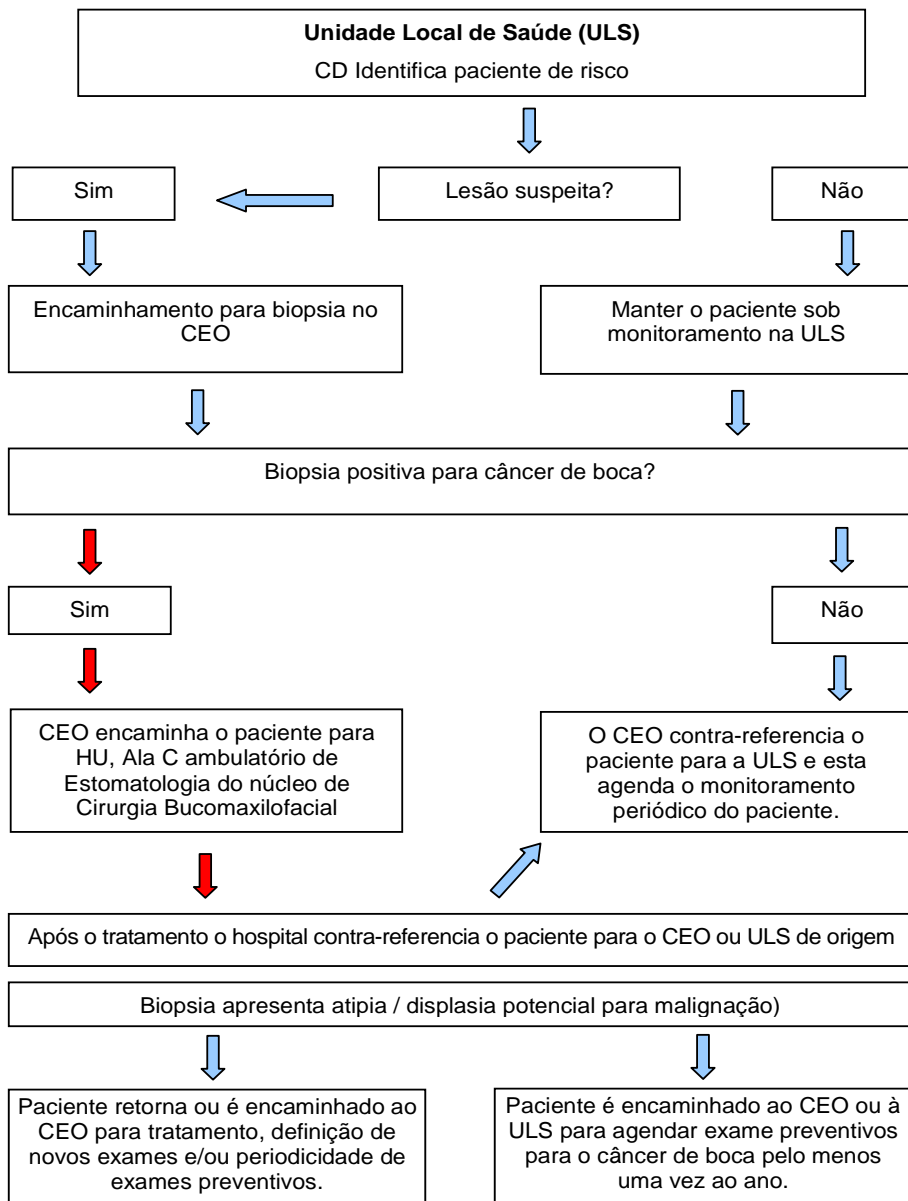 Unidade Local de Saúde (ULS)
CD Identifica paciente de risco
Sim
Lesão suspeita?
Não
Encaminhamento para biopsia no
CEO
Manter o paciente sob
monitoramento na ULS
Biopsia positiva para câncer de boca?
Sim
Não
CEO encaminha o paciente para
HU, Ala C ambulatório de
Estomatologia do núcleo de
Cirurgia Bucomaxilofacial
O CEO contra-referencia o
paciente para a ULS e esta
agenda o monitoramento
periódico do paciente.
Após o tratamento o hospital contra-referencia o paciente para o CEO ou ULS de origem
Biopsia apresenta atipia / displasia potencial para malignação)
Paciente retorna ou é encaminhado ao
CEO para tratamento, definição de
novos exames e/ou periodicidade de
exames preventivos.
Paciente é encaminhado ao CEO ou à
ULS para agendar exame preventivos
para o câncer de boca pelo menos
uma vez ao ano.